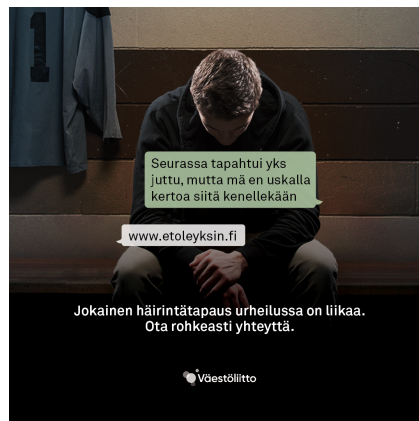 1
Seurassa tapahtui yks
juttu, mutta mä en uskalla
kertoa siitä kenellekään
www.etoleyksin.fi
Jokainen häirintätapaus urheilussa on liikaa.
Ota rohkeasti yhteyttä.
Väestöliitto